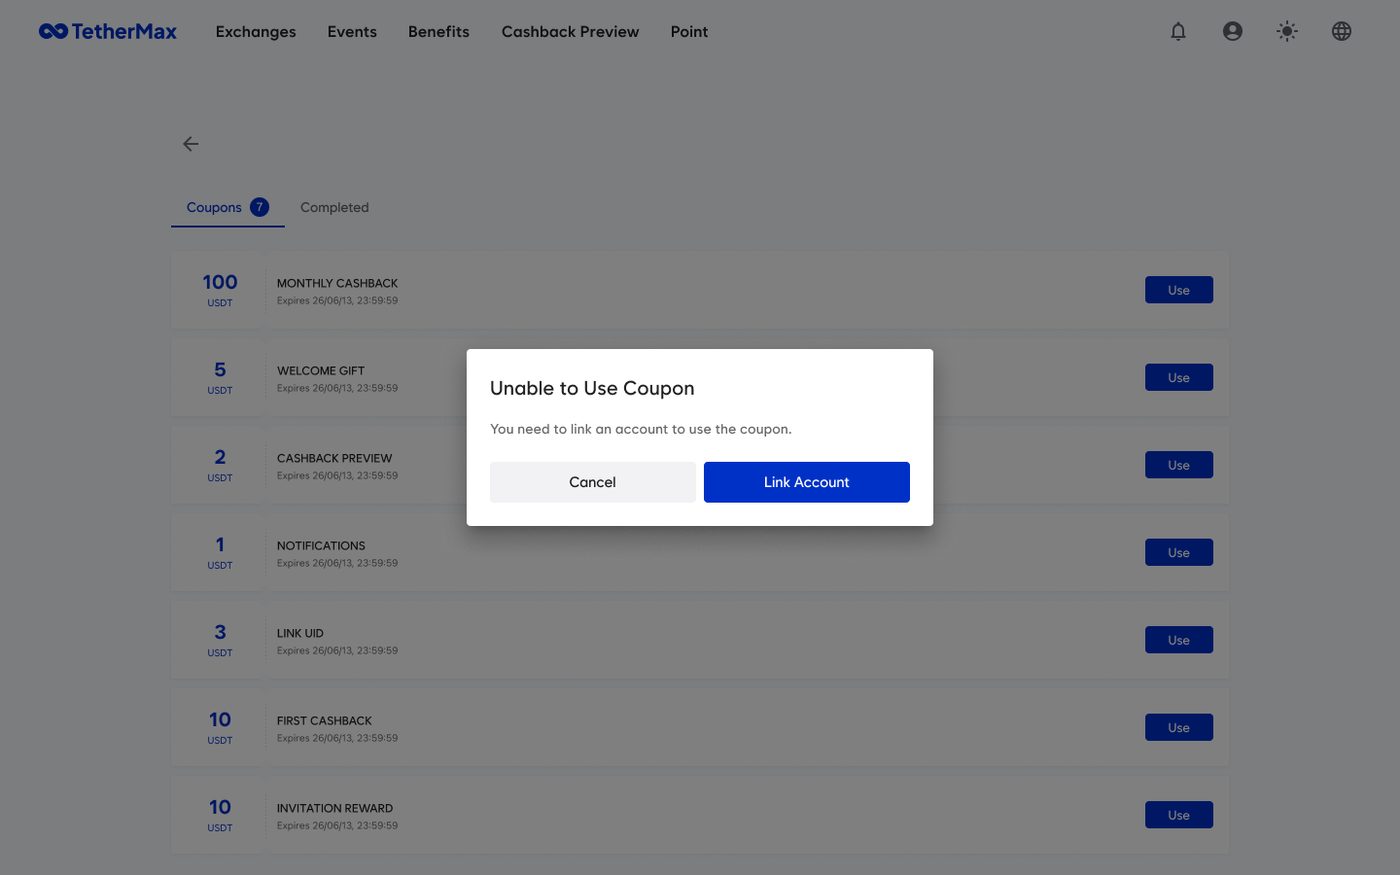 TetherMax Exchanges Events Benefits Cashback Preview Point
Coupons 7 Completed
100 USDT
MONTHLY CASHBACK
Expires 26/06/13, 23:59:59
Use
5 USDT
WELCOME GIFT
Expires 26/06/13, 23:59:59
Use
2 USDT
CASHBACK PREVIEW
Expires 26/06/13, 23:59:59
Use
Unable to Use Coupon
You need to link an account to use the coupon.
Cancel Link Account
1 USDT
NOTIFICATIONS
Expires 26/06/13, 23:59:59
Use
3 USDT
LINK UID
Expires 26/06/13, 23:59:59
Use
10 USDT
FIRST CASHBACK
Expires 26/06/13, 23:59:59
Use
10 USDT
INVITATION REWARD
Expires 26/06/13, 23:59:59
Use